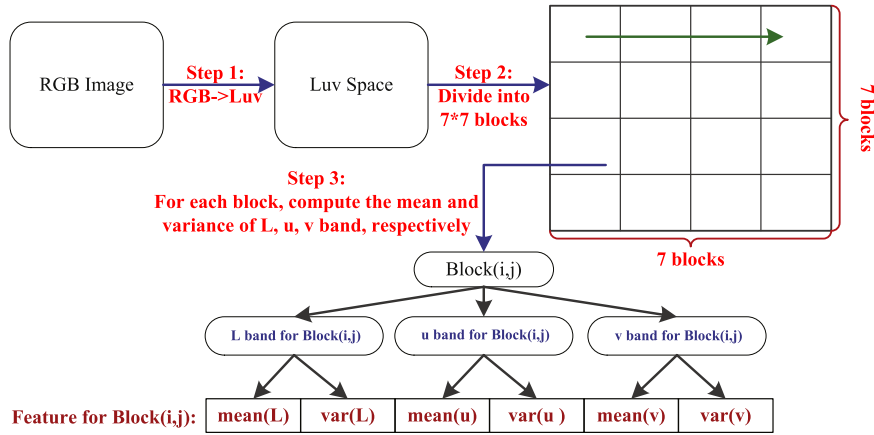 RGB Image
Step 1:
RGB->Luv
Luv Space
Step 2:
Divide into
7*7 blocks
7 blocks
7 blocks
Step 3:
For each block, compute the mean and
variance of L, u, v band, respectively
Block(i,j)
L band for Block(i,j)
u band for Block(i,j)
v band for Block(i,j)
Feature for Block(i,j): mean(L) var(L) mean(u) var(u ) mean(v) var(v)